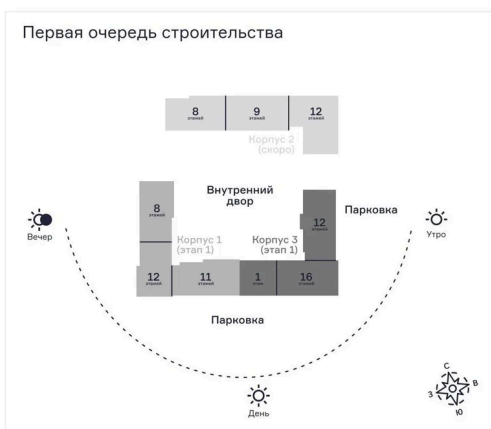 Первая очередь строительства
8
этажей
9
этажей
12
этажей
Корпус 2
(скоро)
Внутренний
двор
8
этажей
12
этажей
Парковка
Вечер
Утро
Корпус 1
(этап 1)
Корпус 3
(этап 1)
12
этажей
11
этажей
1
этаж
16
этажей
Парковка
День
С
В
З
Ю